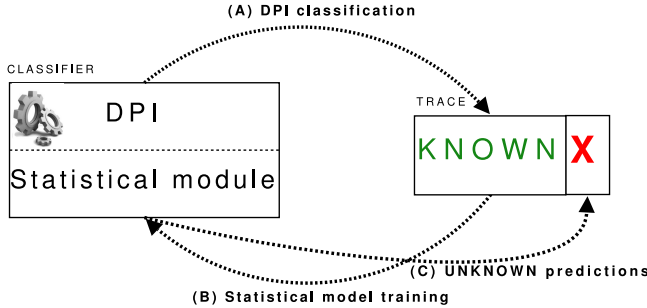 (A) DPI classification
CLASSIFIER
DPI
Statistical module
TRACE
KNOWN X
(C) UNKNOWN predictions
(B) Statistical model training